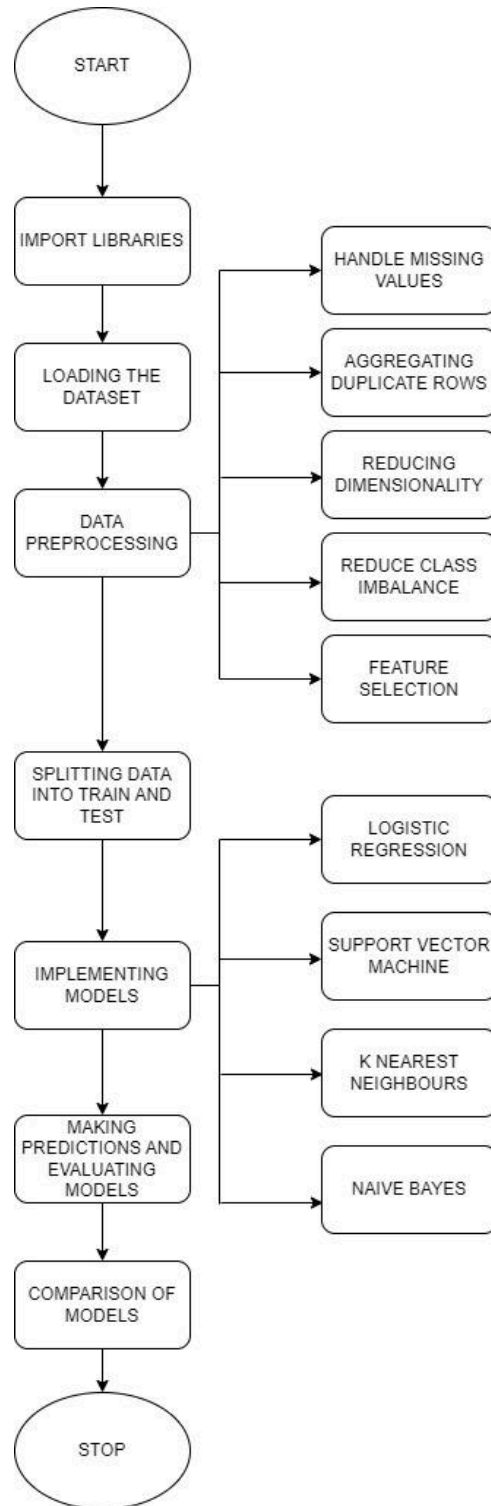 START
IMPORT LIBRARIES
HANDLE MISSING
VALUES
LOADING THE
DATASET
AGGREGATING
DUPLICATE ROWS
DATA
PREPROCESSING
REDUCING
DIMENSIONALITY
REDUCE CLASS
IMBALANCE
FEATURE
SELECTION
SPLITTING DATA
INTO TRAIN AND
TEST
LOGISTIC
REGRESSION
IMPLEMENTING
MODELS
SUPPORT VECTOR
MACHINE
K NEAREST
NEIGHBOURS
NAIVE BAYES
MAKING
PREDICTIONS AND
EVALUATING
MODELS
COMPARISON OF
MODELS
STOP